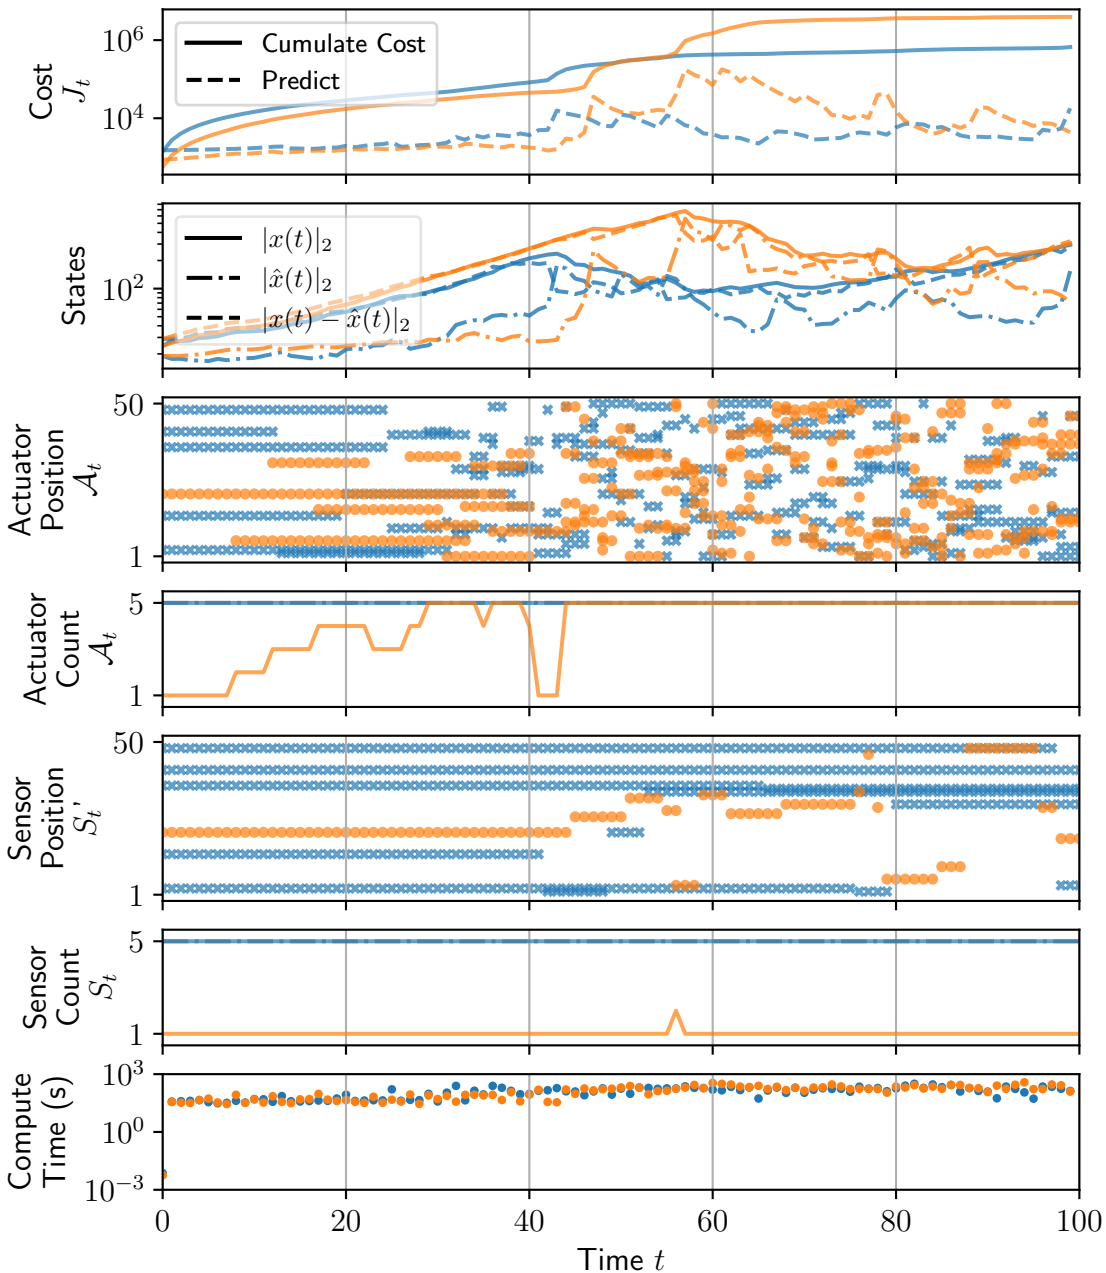 Cost
J_t
10^6
10^4
Cumulate Cost
Predict
States
10^2
|x(t)|_2
|x̂(t)|_2
|x(t) − x̂(t)|_2
Actuator
Position
𝒜_t
50
1
Actuator
Count
𝒜_t
5
1
Sensor
Position
S_t'
50
1
Sensor
Count
S_t
5
1
Compute
Time (s)
10^3
10^0
10^−3
0 20 40 60 80 100
Time t